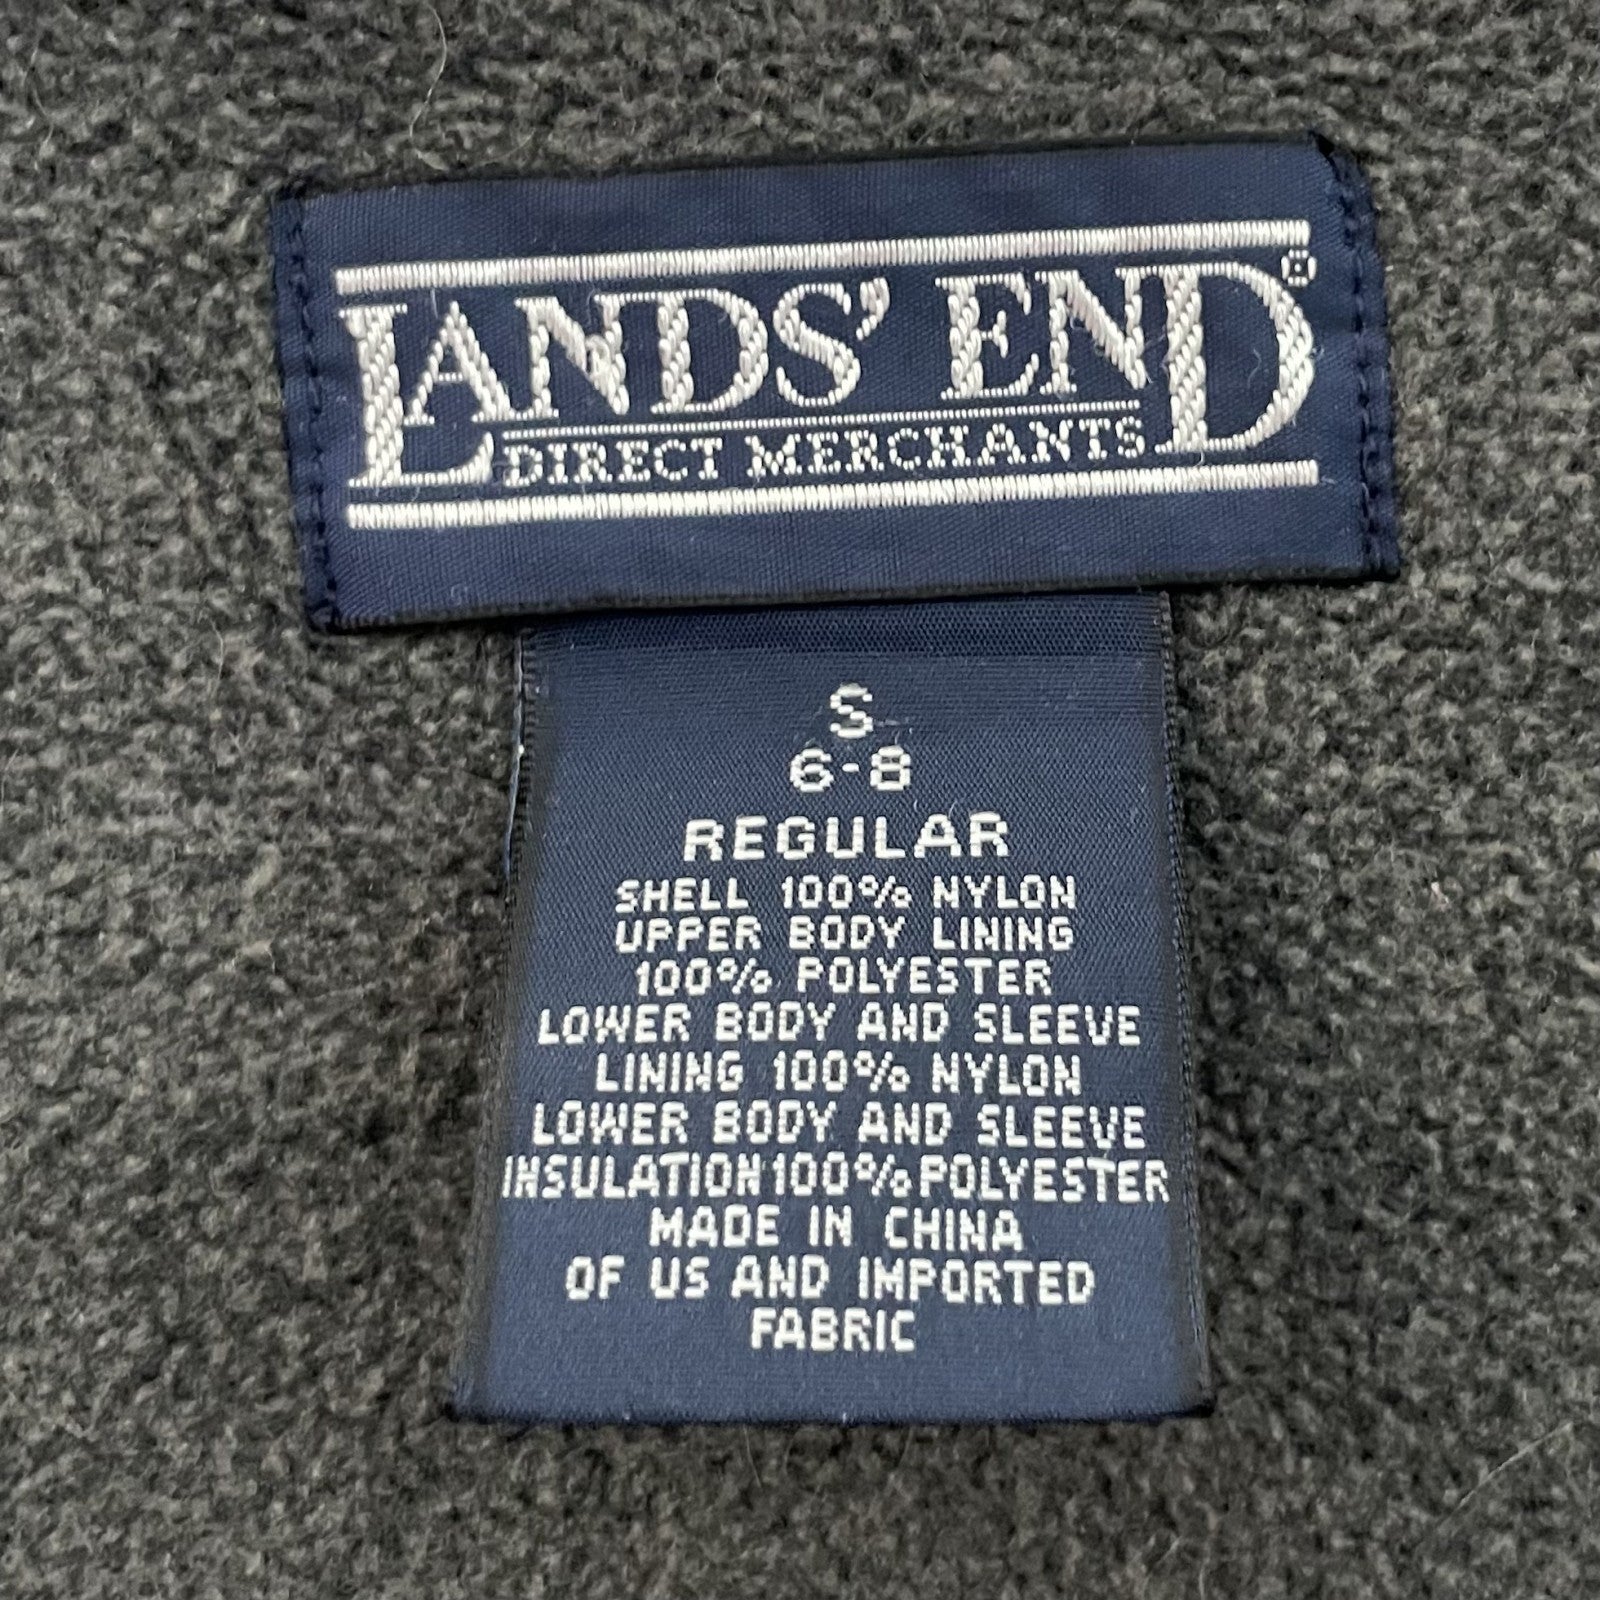 LANDS' END®
DIRECT MERCHANTS
S
6-8
REGULAR
SHELL 100% NYLON
UPPER BODY LINING
100% POLYESTER
LOWER BODY AND SLEEVE
LINING 100% NYLON
LOWER BODY AND SLEEVE
INSULATION 100% POLYESTER
MADE IN CHINA
OF US AND IMPORTED
FABRIC